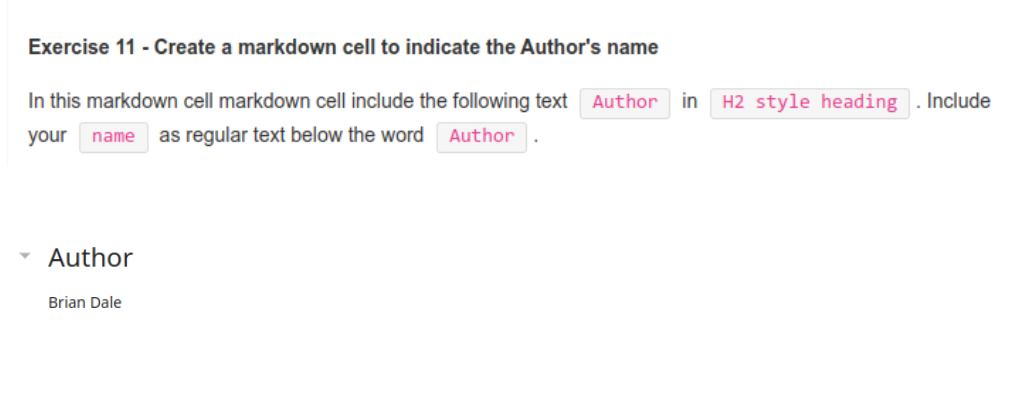 Exercise 11 - Create a markdown cell to indicate the Author's name
In this markdown cell markdown cell include the following text Author in H2 style heading . Include
your name as regular text below the word Author .
Author
Brian Dale